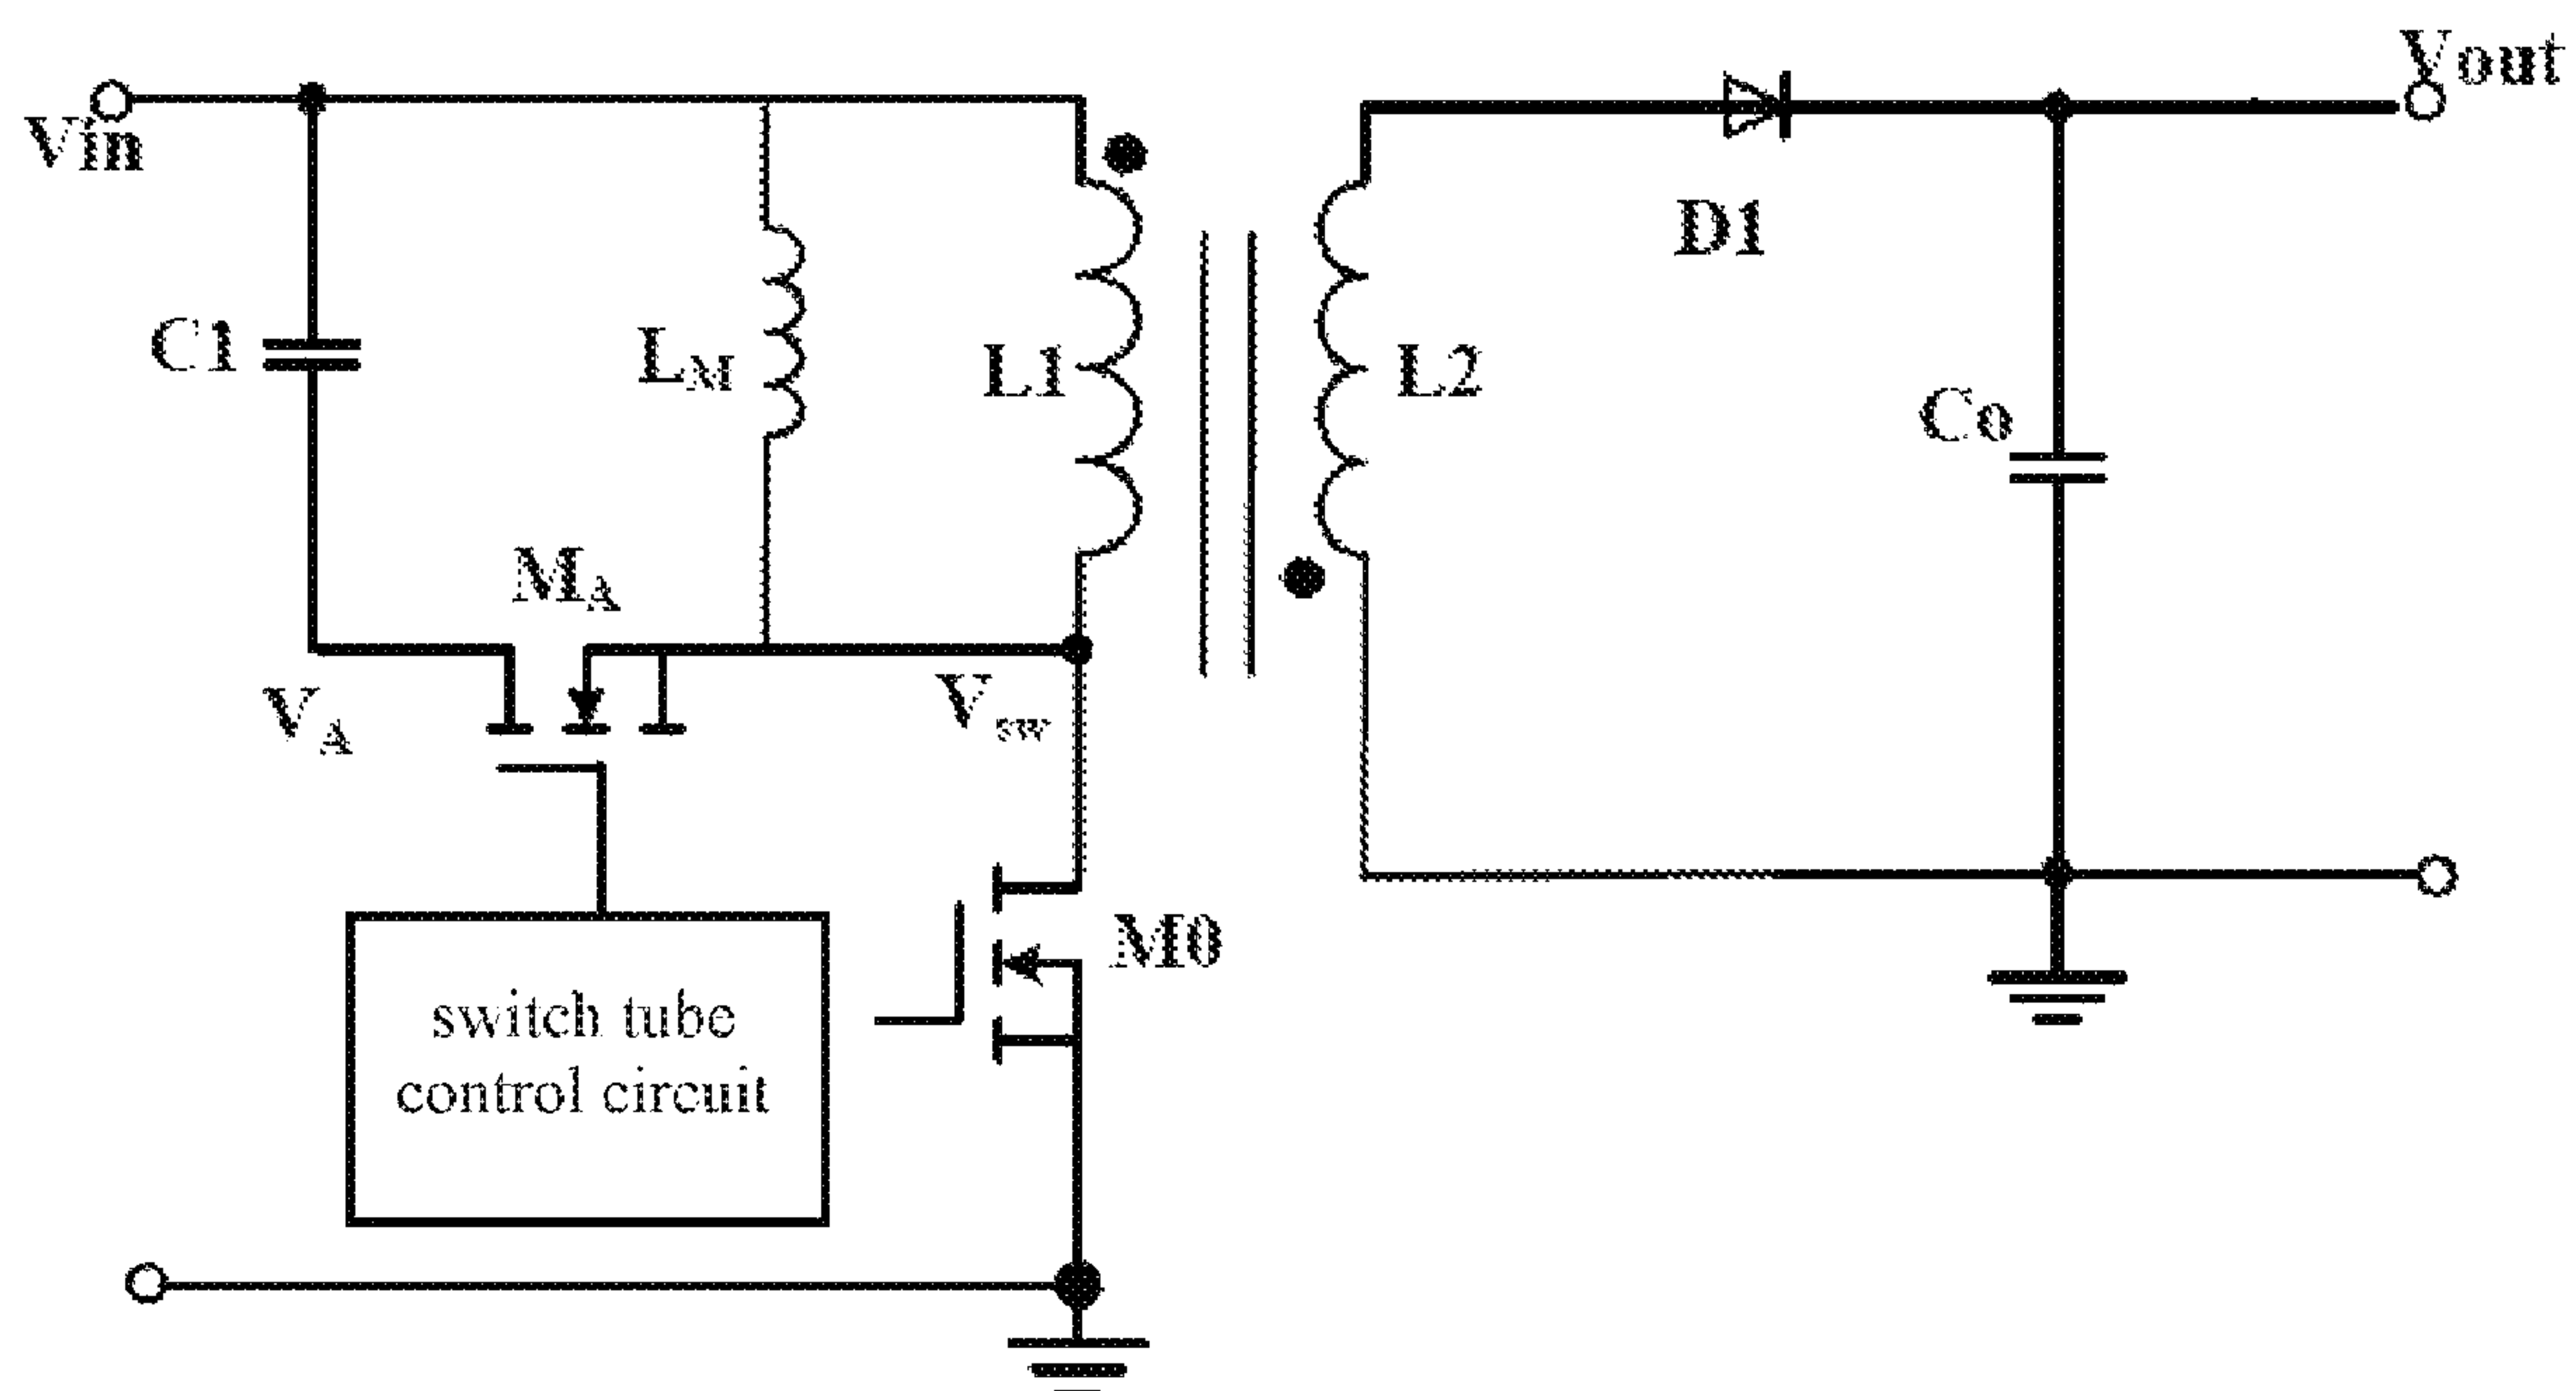 Vout
Vin
D1
C1
LM
L1
L2
Co
MA
VA
Vsw
M0
switch tube
control circuit